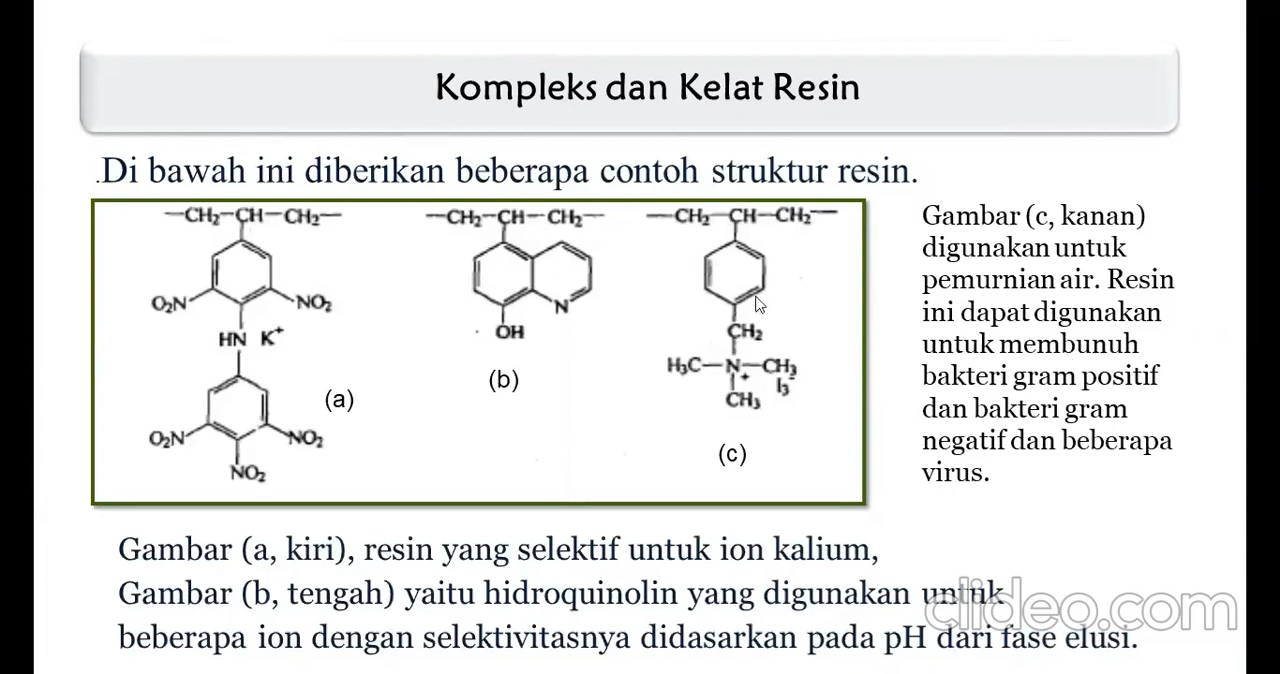 Kompleks dan Kelat Resin
.Di bawah ini diberikan beberapa contoh struktur resin.
—CH₂—CH—CH₂—
O₂N
NO₂
HN K⁺
O₂N
NO₂
NO₂
(a)
—CH₂—CH—CH₂—
N
OH
(b)
—CH₂—CH—CH₂—
CH₂
H₃C—N—CH₃
+
I₃⁻
CH₃
(c)
Gambar (c, kanan)
digunakan untuk
pemurnian air. Resin
ini dapat digunakan
untuk membunuh
bakteri gram positif
dan bakteri gram
negatif dan beberapa
virus.
Gambar (a, kiri), resin yang selektif untuk ion kalium,
Gambar (b, tengah) yaitu hidroquinolin yang digunakan untuk
beberapa ion dengan selektivitasnya didasarkan pada pH dari fase elusi.
clideo.com